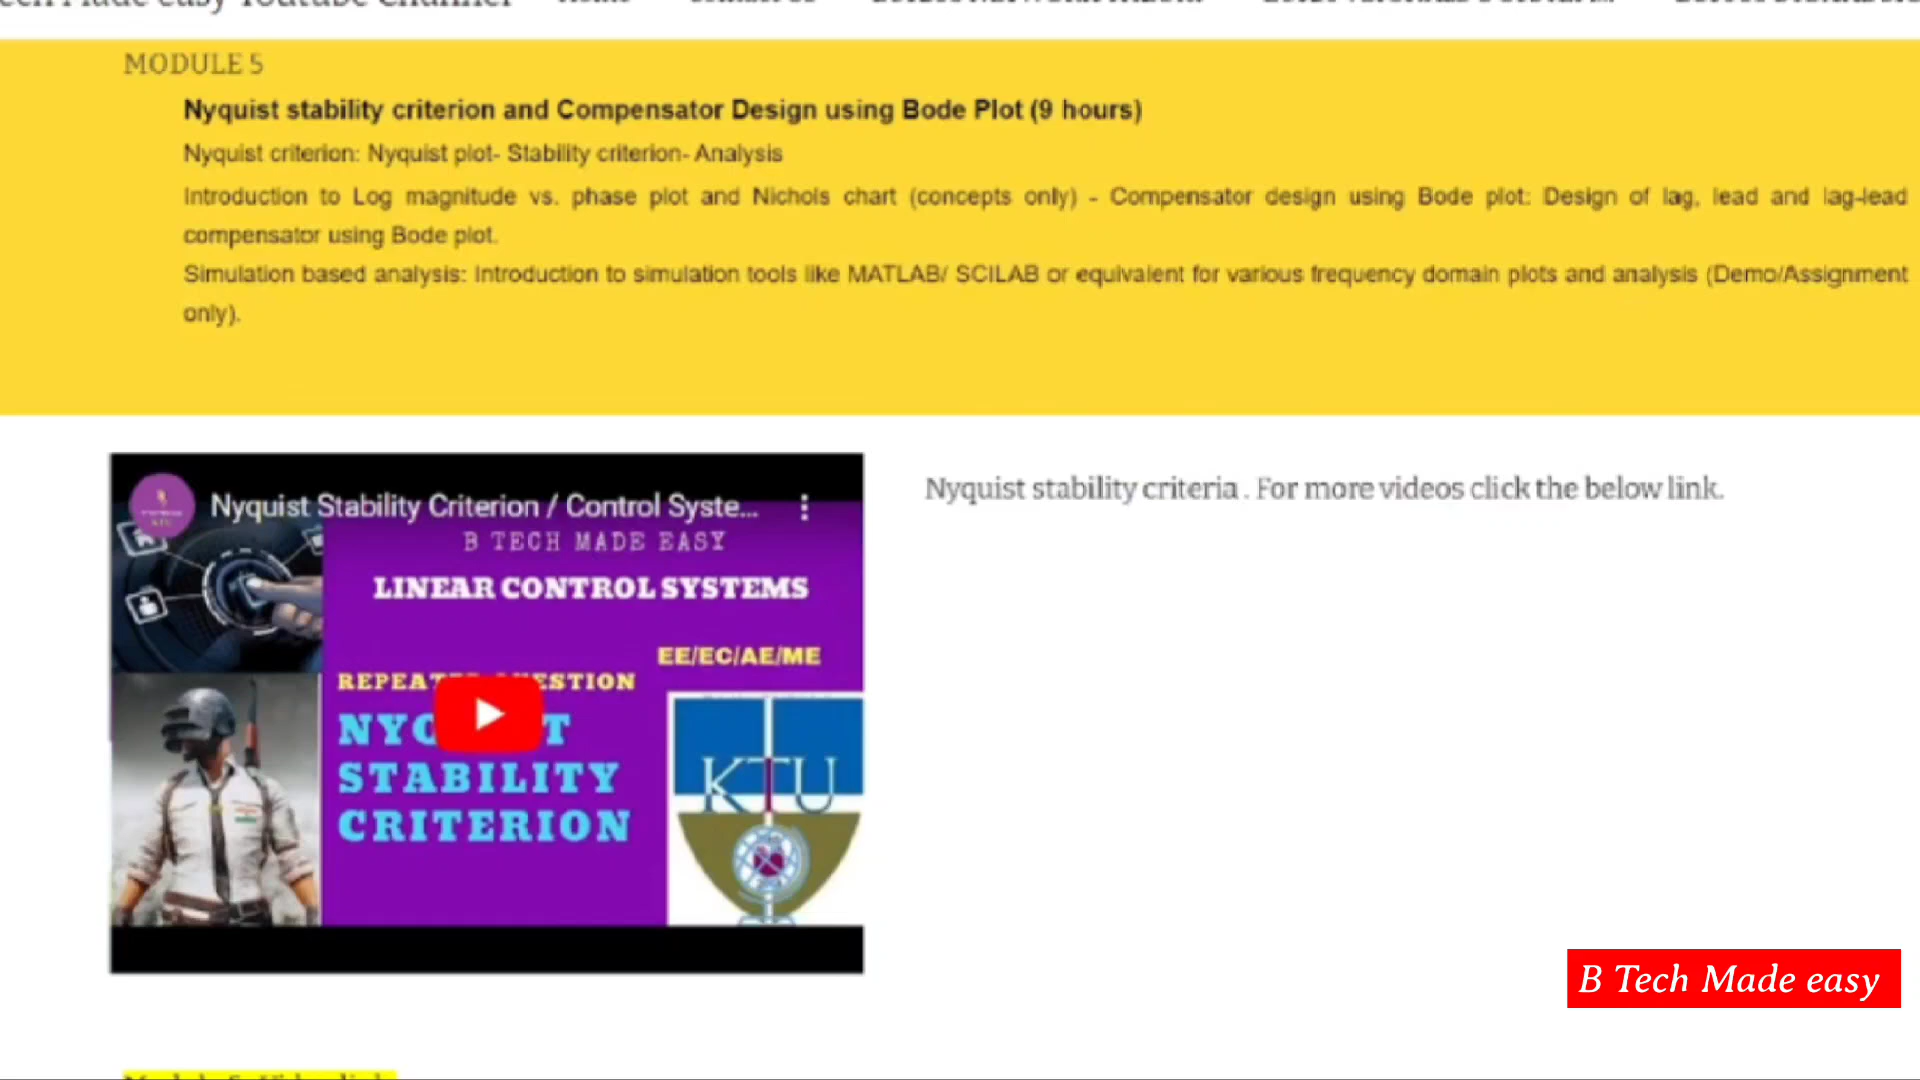 MODULE 5
Nyquist stability criterion and Compensator Design using Bode Plot (9 hours)
Nyquist criterion: Nyquist plot- Stability criterion- Analysis
Introduction to Log magnitude vs. phase plot and Nichols chart (concepts only) - Compensator design using Bode plot: Design of lag, lead and lag-lead
compensator using Bode plot.
Simulation based analysis: Introduction to simulation tools like MATLAB/ SCILAB or equivalent for various frequency domain plots and analysis (Demo/Assignment
only).
Nyquist stability criteria . For more videos click the below link.
Nyquist Stability Criterion / Control Syste...
B TECH MADE EASY
LINEAR CONTROL SYSTEMS
EE/EC/AE/ME
STABILITY
CRITERION
KTU
B Tech Made easy